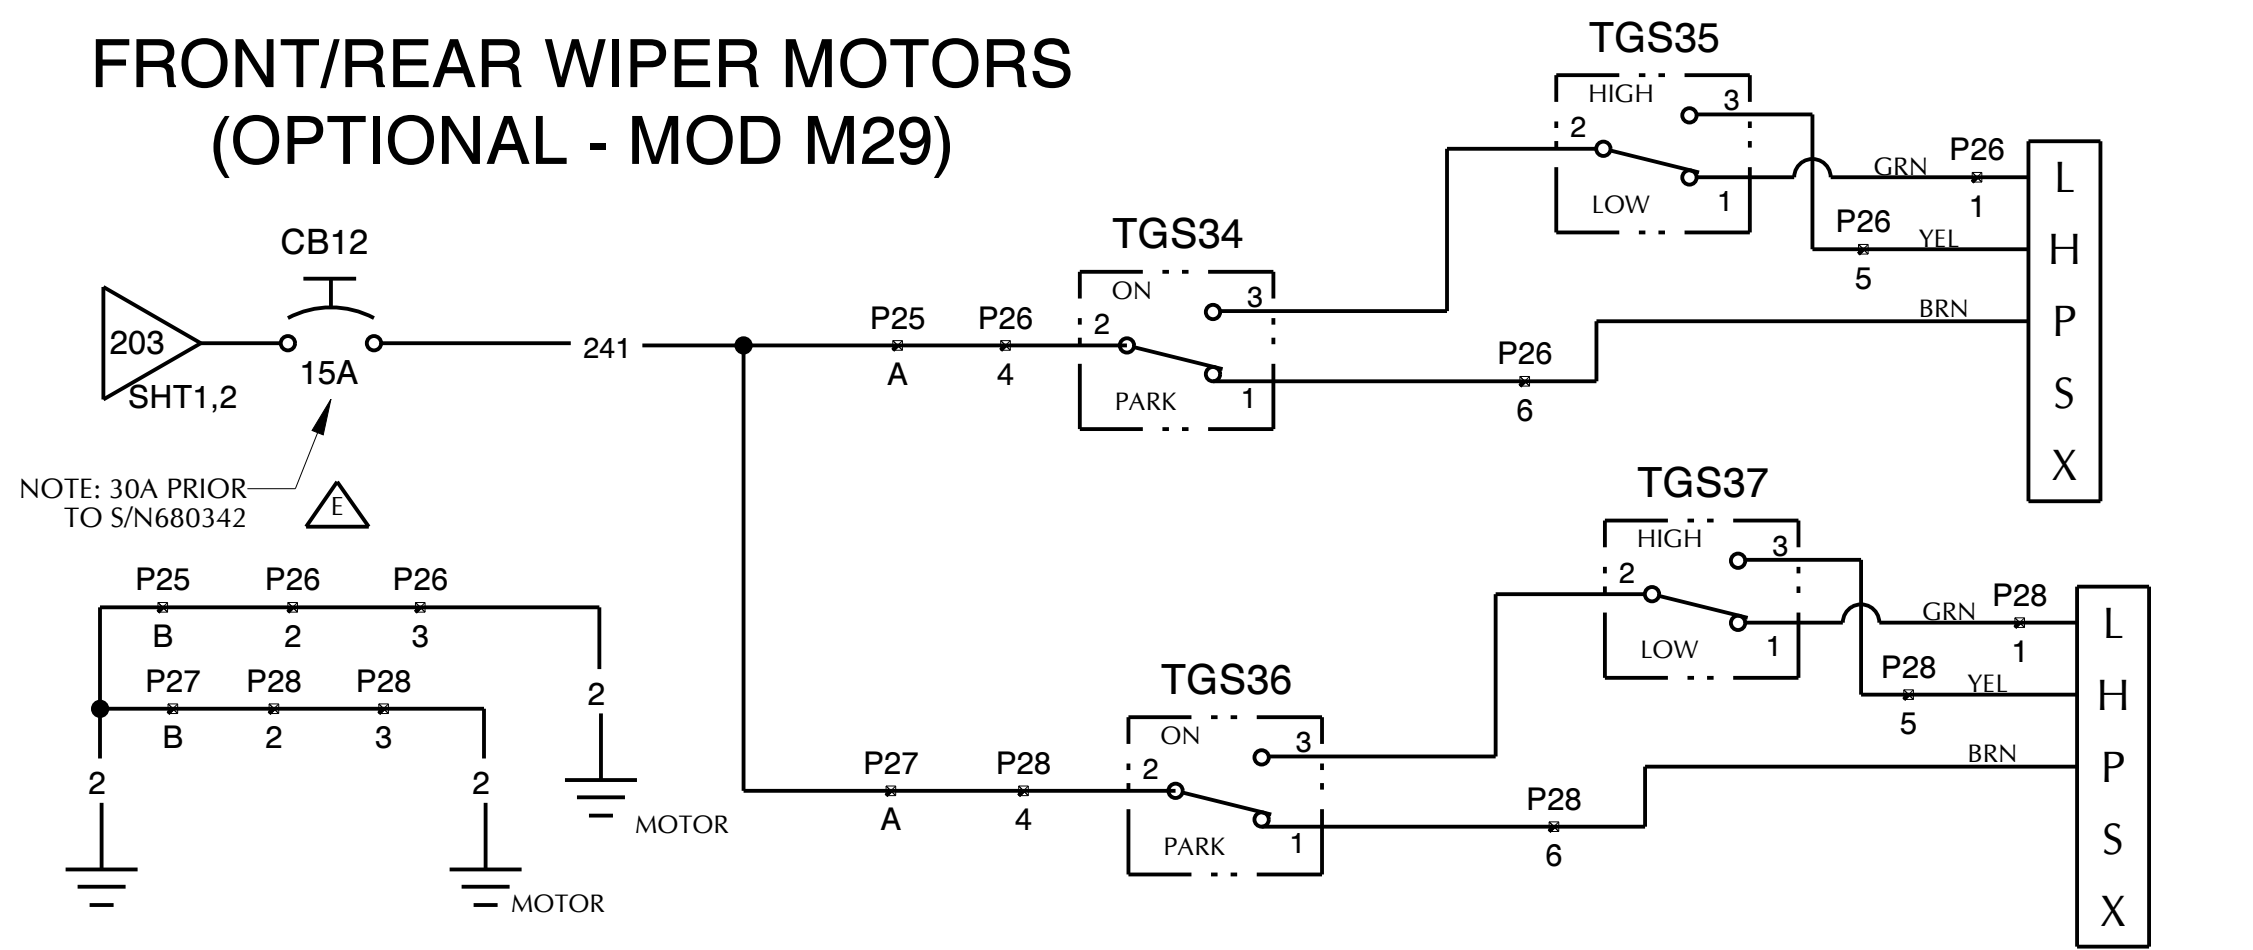 FRONT/REAR WIPER MOTORS
(OPTIONAL - MOD M29)
CB12
203
15A
SHT1,2
NOTE: 30A PRIOR
TO S/N680342
E
241
P25
A
P26
4
TGS34
ON
3
2
PARK
1
P26
6
TGS35
HIGH
3
2
LOW
1
GRN
P26
1
P26
5
YEL
BRN
L
H
P
S
X
P25
B
P26
2
P26
3
P27
B
P28
2
P28
3
2
2
2
MOTOR
MOTOR
P27
A
P28
4
TGS36
ON
3
2
PARK
1
P28
6
TGS37
HIGH
3
2
LOW
1
GRN
P28
1
P28
5
YEL
BRN
L
H
P
S
X